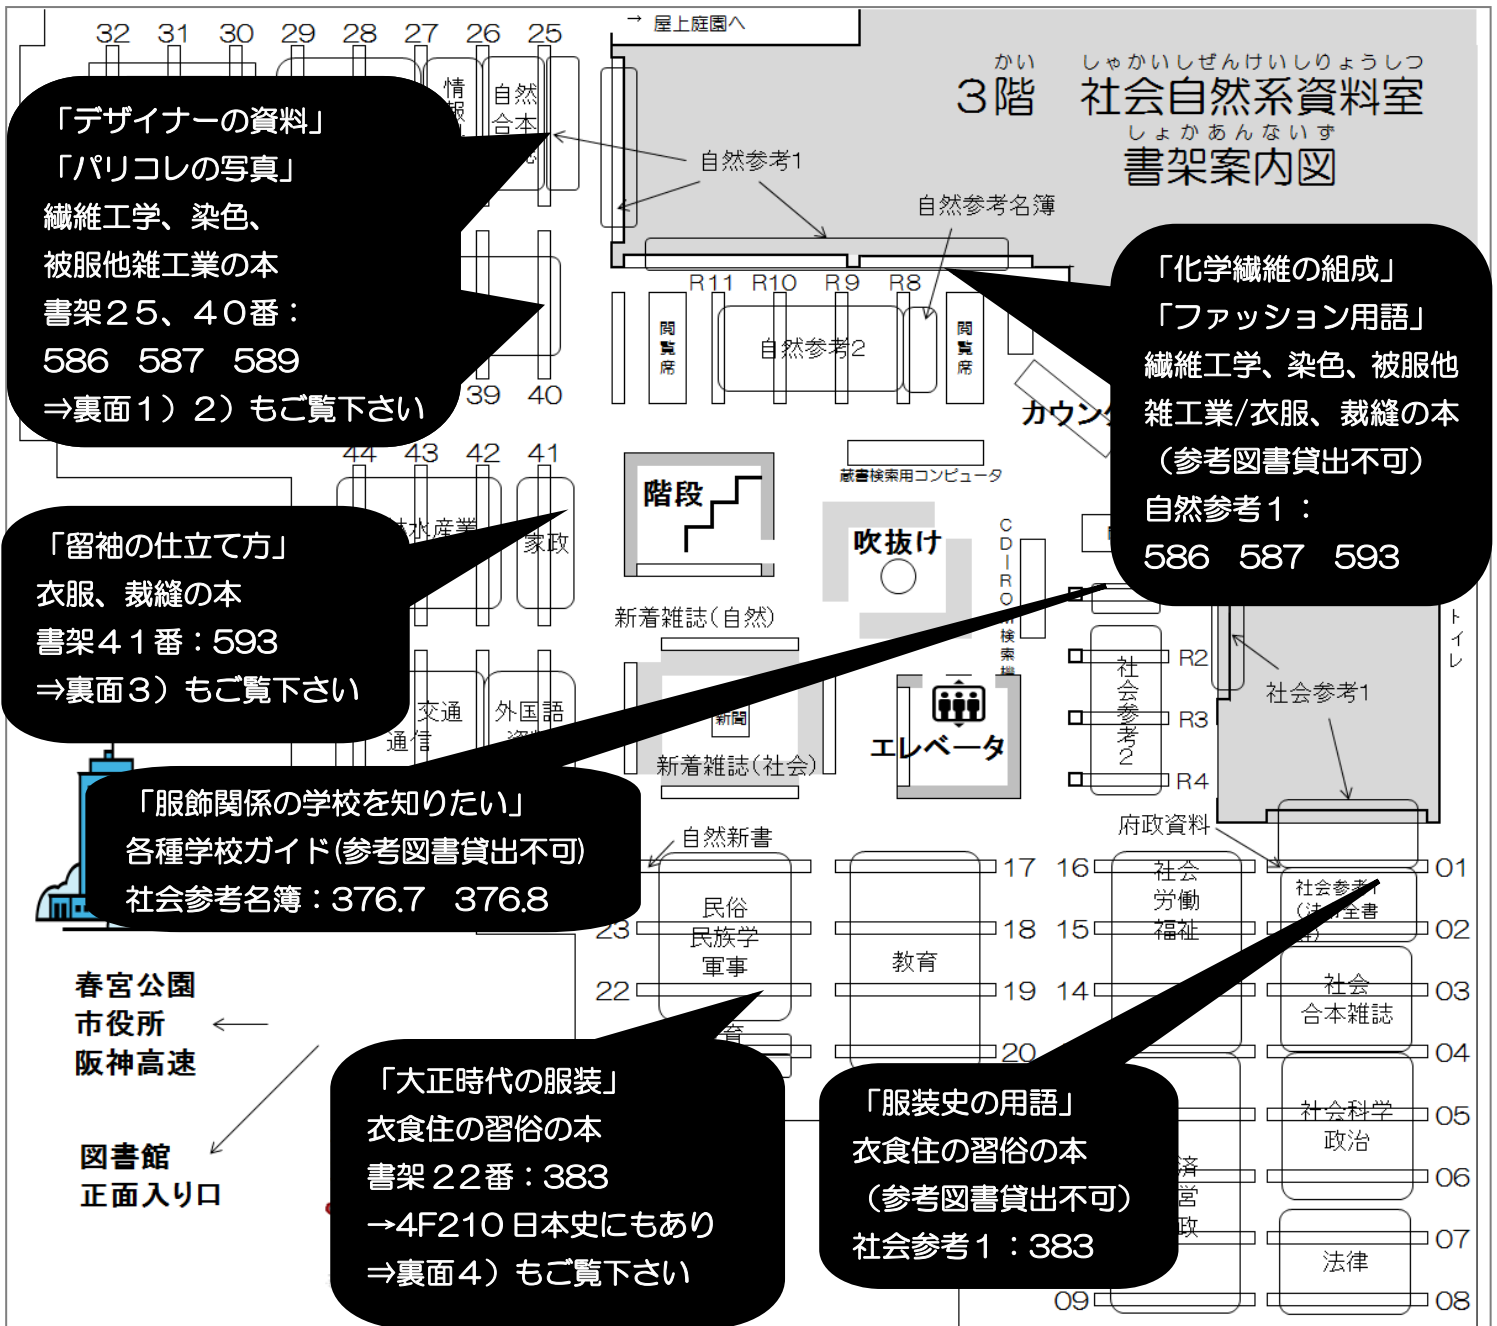 → 屋上庭園へ
32 31 30 29 28 27 26 25
かい しゃかいしぜんけいしりょうしつ
3階 社会自然系資料室
しょかあんないず
書架案内図
自然
合本
自然参考1
自然参考名簿
「デザイナーの資料」
「パリコレの写真」
繊維工学、染色、
被服他雑工業の本
書架25、40番：
586 587 589
⇒裏面1）2）もご覧下さい
「化学繊維の組成」
「ファッション用語」
繊維工学、染色、被服他
雑工業/衣服、裁縫の本
（参考図書貸出不可）
自然参考1：
586 587 593
R11 R10 R9 R8
閲覧席
自然参考2
閲覧席
39 40
カウン
44 43 42 41
蔵書検索用コンピュータ
階段
吹抜け
水産業
家政
「留袖の仕立て方」
衣服、裁縫の本
書架41番：593
⇒裏面3）もご覧下さい
新着雑誌(自然)
検索機
トイレ
R2
R3
R4
社会参考2
社会参考1
交通
通信
外国語
新聞
新着雑誌(社会)
エレベータ
「服飾関係の学校を知りたい」
各種学校ガイド(参考図書貸出不可)
社会参考名簿：376.7 376.8
自然新書
府政資料
17 16 01
23 18 15 02
22 19 14 03
20 04
05
06
07
09 08
民俗
民族学
軍事
教育
社会
労働
福祉
社会
合本雑誌
社会科学
政治
法律
春宮公園
市役所
阪神高速
図書館
正面入り口
「大正時代の服装」
衣食住の習俗の本
書架22番：383
→4F210 日本史にもあり
⇒裏面4）もご覧下さい
「服装史の用語」
衣食住の習俗の本
（参考図書貸出不可）
社会参考1：383